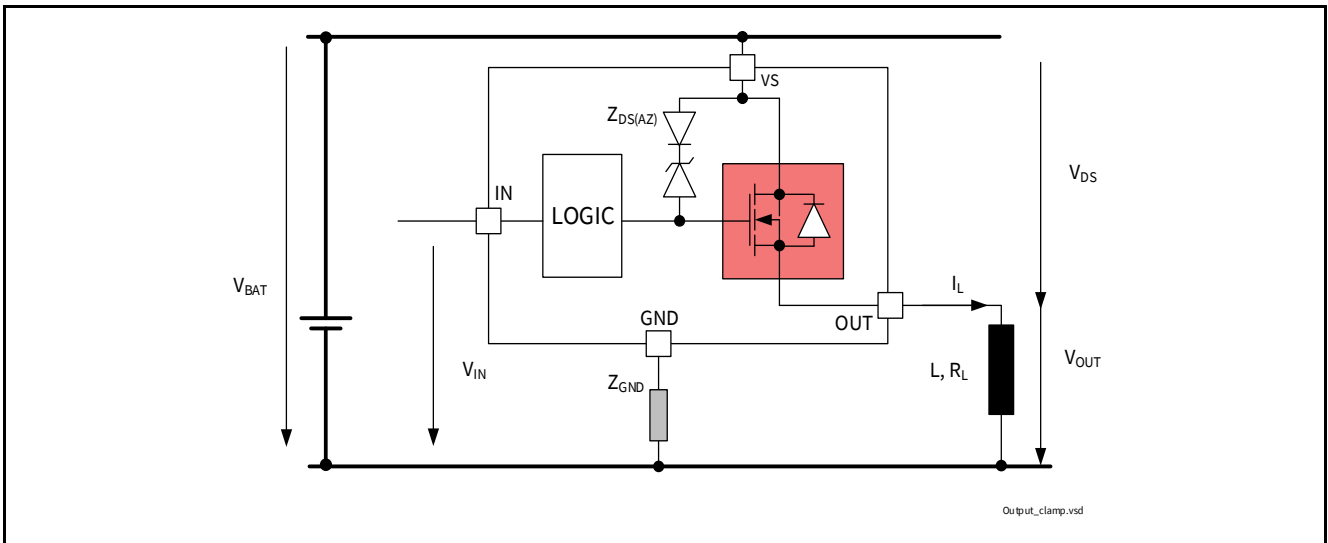 VS
ZDS(AZ)
VDS
IN
LOGIC
VBAT
IL
GND
OUT
VIN
ZGND
L, RL
VOUT
Output_clamp.vsd